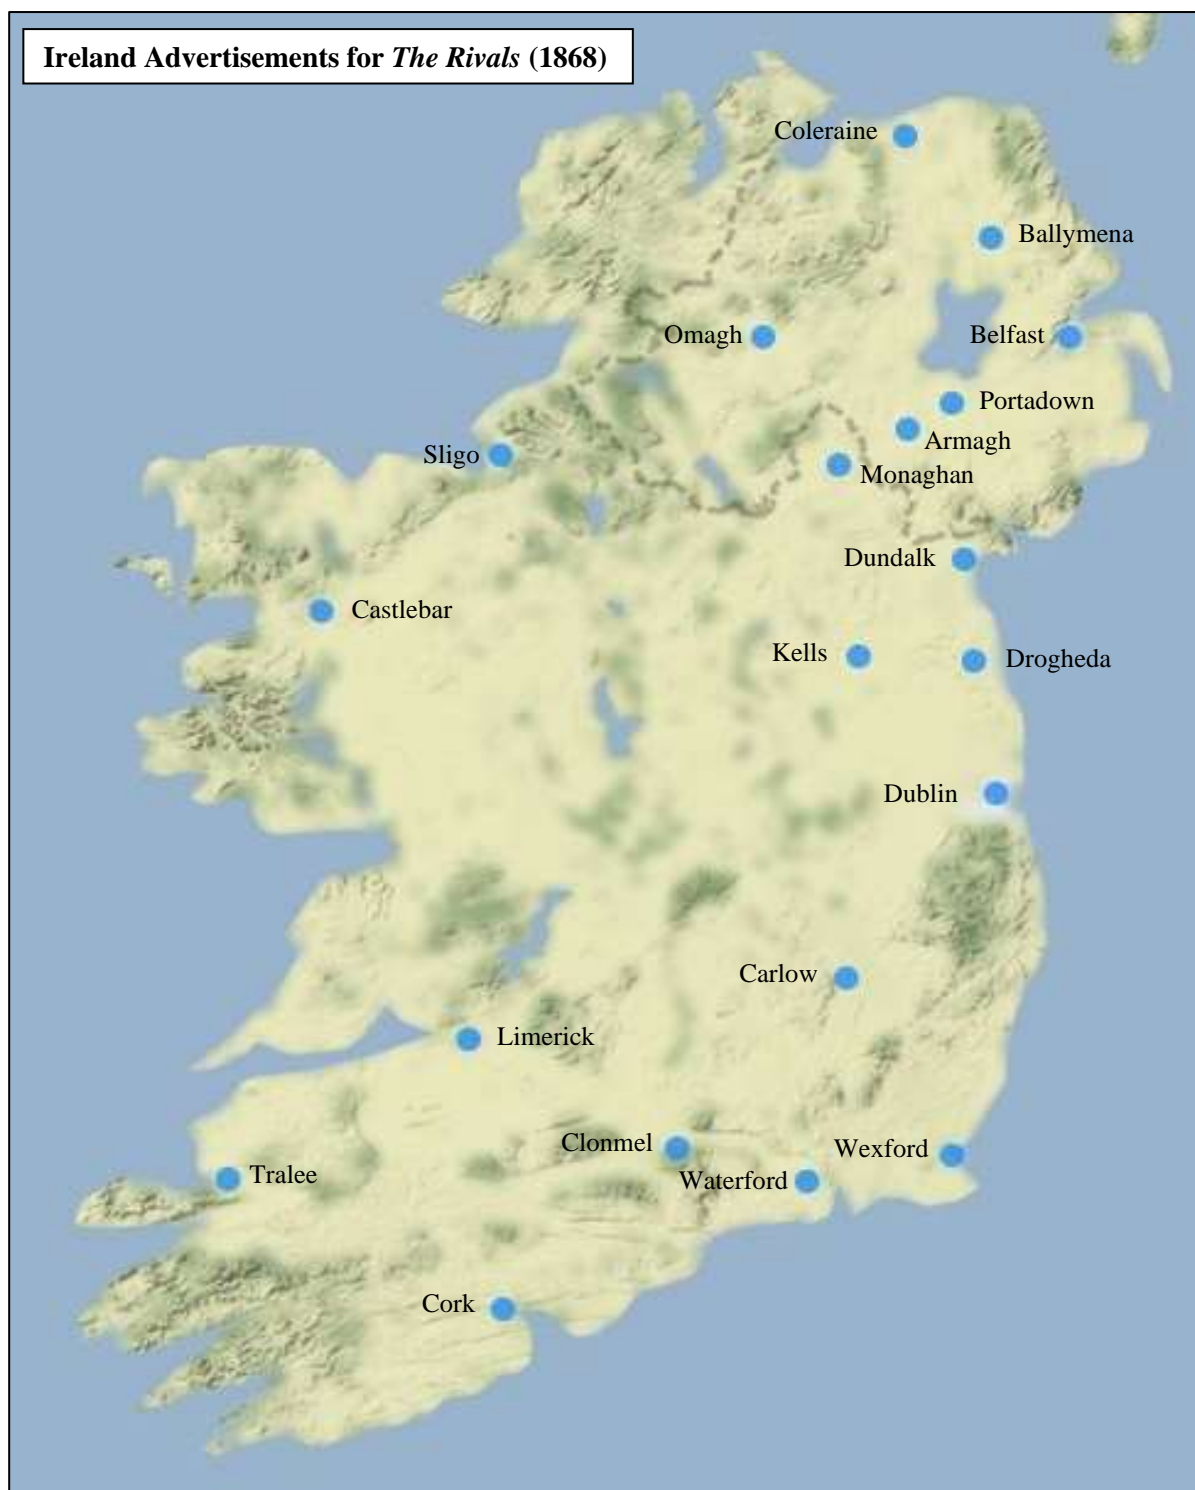 Ireland Advertisements for The Rivals (1868)
Coleraine
Ballymena
Omagh
Belfast
Portadown
Armagh
Sligo
Monaghan
Dundalk
Castlebar
Kells
Drogheda
Dublin
Carlow
Limerick
Clonmel
Wexford
Tralee
Waterford
Cork